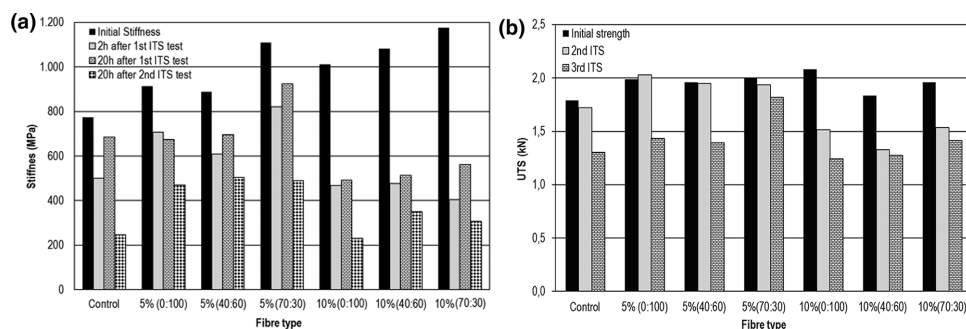 (a)
Stiffnes (MPa)
1.200
1.000
800
600
400
200
0
Initial Stiffness
2h after 1st ITS test
20h after 1st ITS test
20h after 2nd ITS test
Control
5% (0:100)
5%(40:60)
5%(70:30)
10%(0:100)
10%(40:60)
10%(70:30)
Fibre type
(b)
UTS (kN)
2,5
2,0
1,5
1,0
0,5
0,0
Initial strength
2nd ITS
3rd ITS
Control
5% (0:100)
5%(40:60)
5%(70:30)
10%(0:100)
10%(40:60)
10%(70:30)
Fibre type